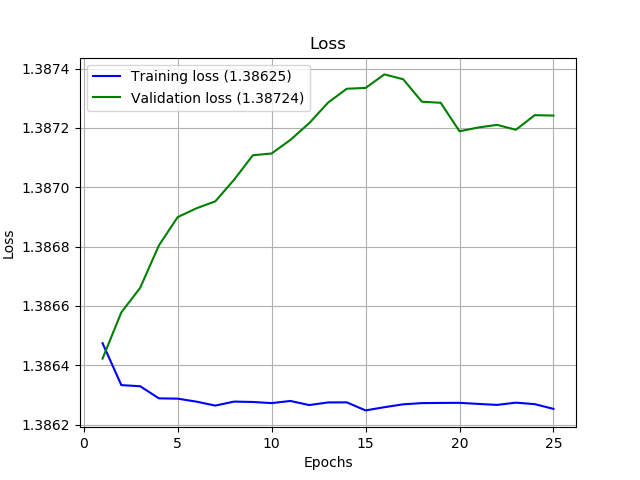 Loss
Training loss (1.38625)
Validation loss (1.38724)
1.3874
1.3872
1.3870
1.3868
1.3866
1.3864
1.3862
Loss
0 5 10 15 20 25
Epochs